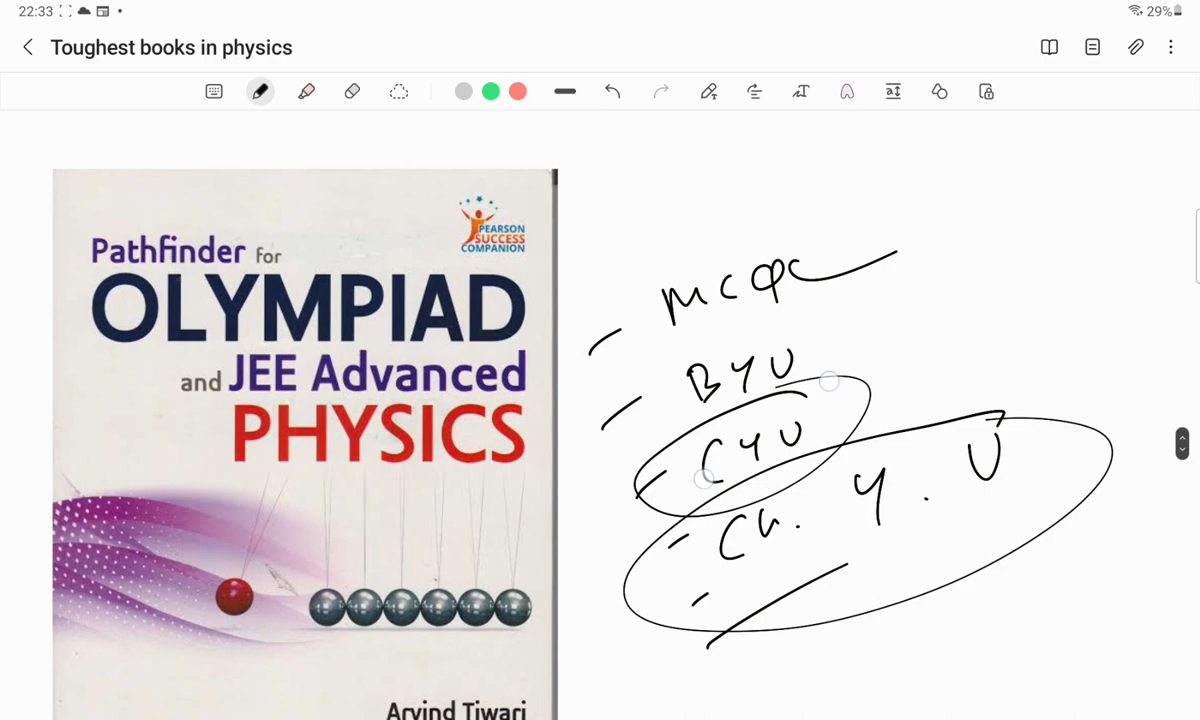 22:33
29%
Toughest books in physics
PEARSON
SUCCESS
COMPANION
Pathfinder for
OLYMPIAD
and JEE Advanced
PHYSICS
Arvind Tiwari
- MCQ
- BYU
- CYU
- Ch. Y. U
-